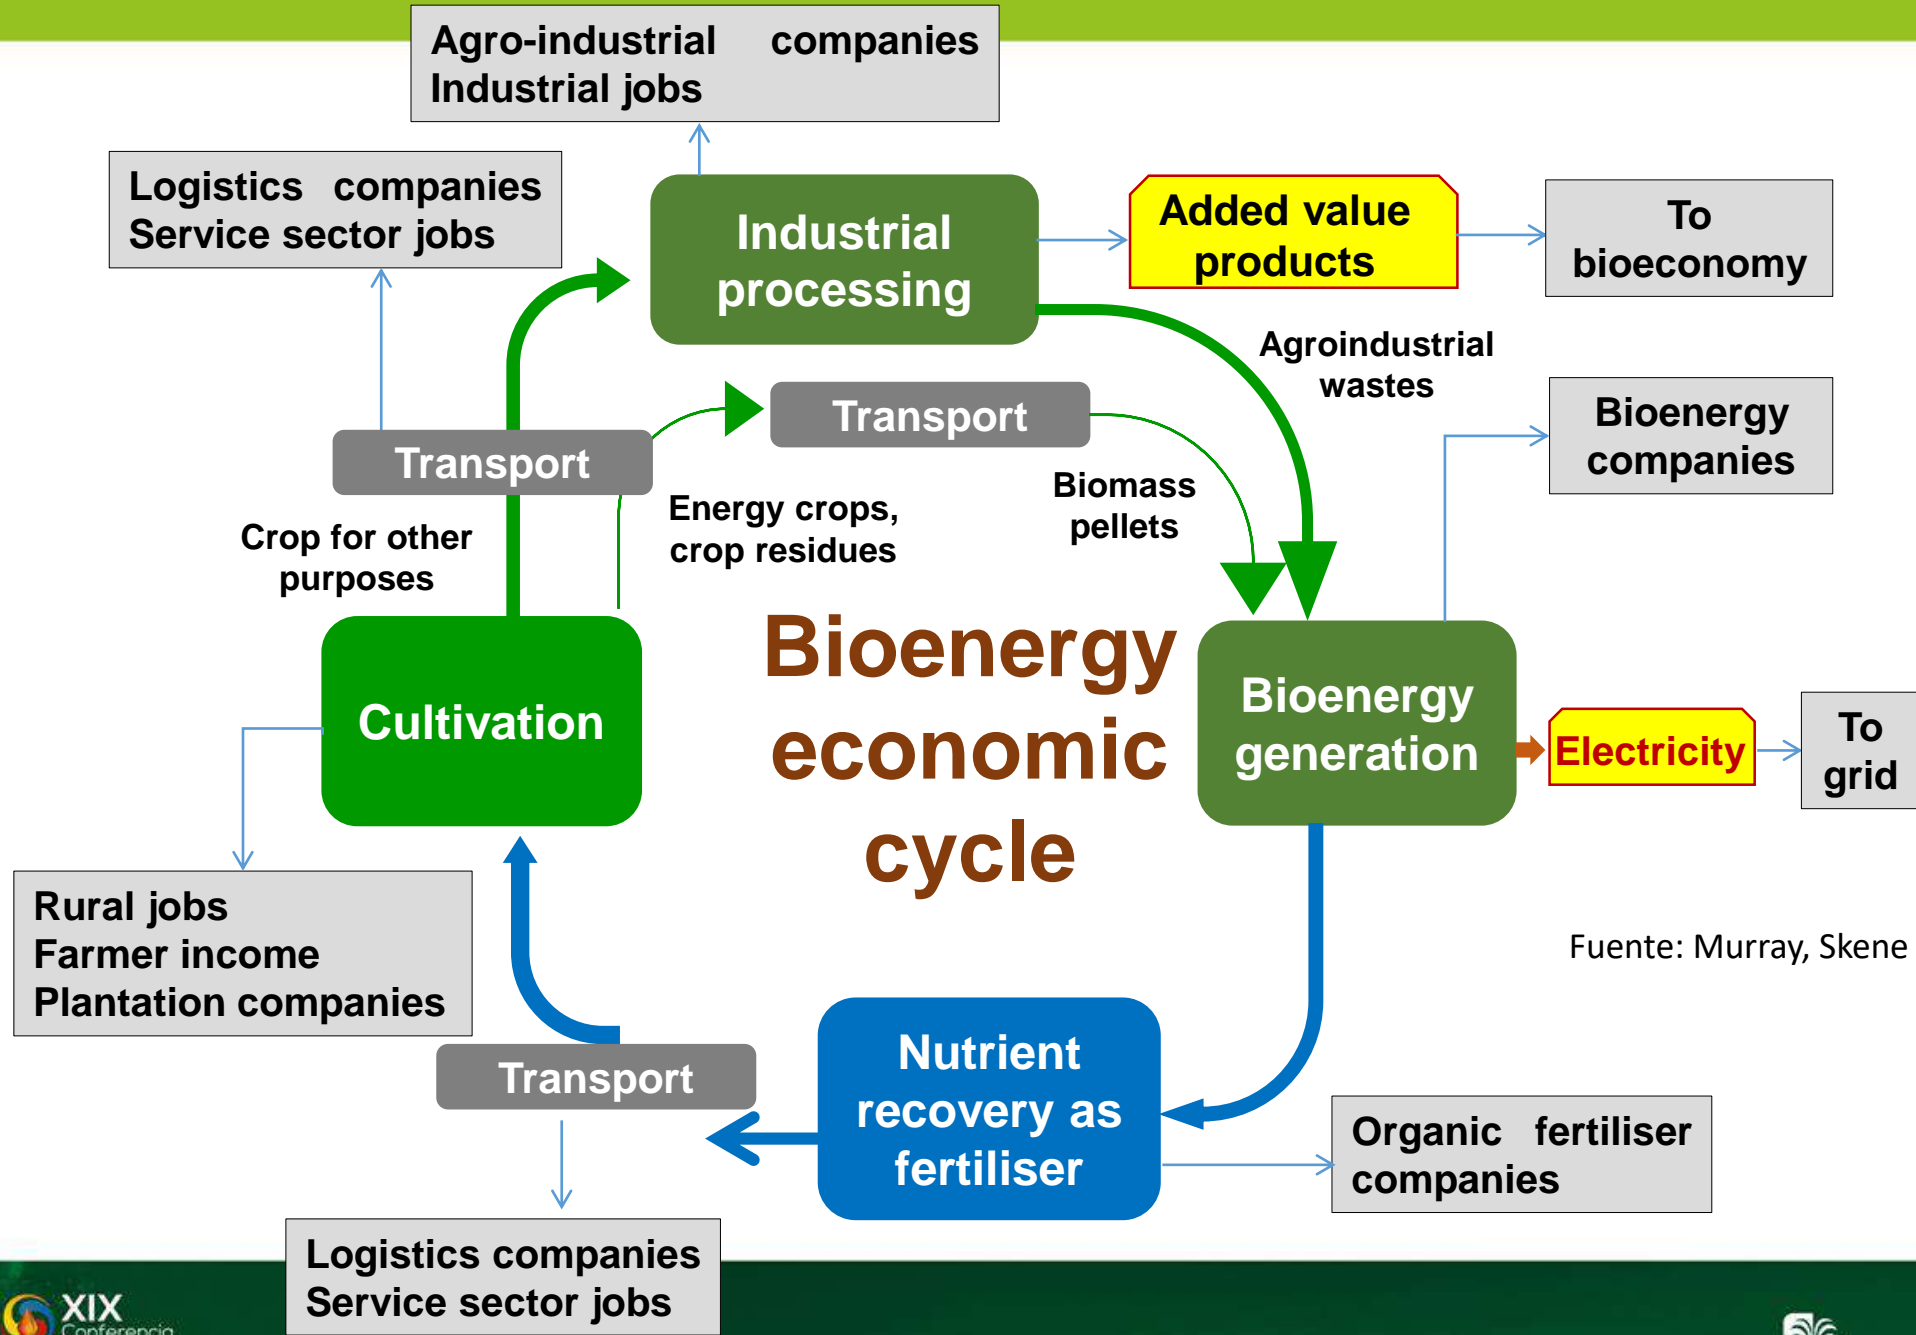 Agro-industrial companies
Industrial jobs
Logistics companies
Service sector jobs
Industrial
processing
Added value
products
To
bioeconomy
Agroindustrial
wastes
Transport
Transport
Bioenergy
companies
Energy crops,
crop residues
Biomass
pellets
Crop for other
purposes
Bioenergy
economic
cycle
Cultivation
Bioenergy
generation
Electricity
To
grid
Rural jobs
Farmer income
Plantation companies
Fuente: Murray, Skene
Transport
Nutrient
recovery as
fertiliser
Organic fertiliser
companies
Logistics companies
Service sector jobs
XIX
Conferencia